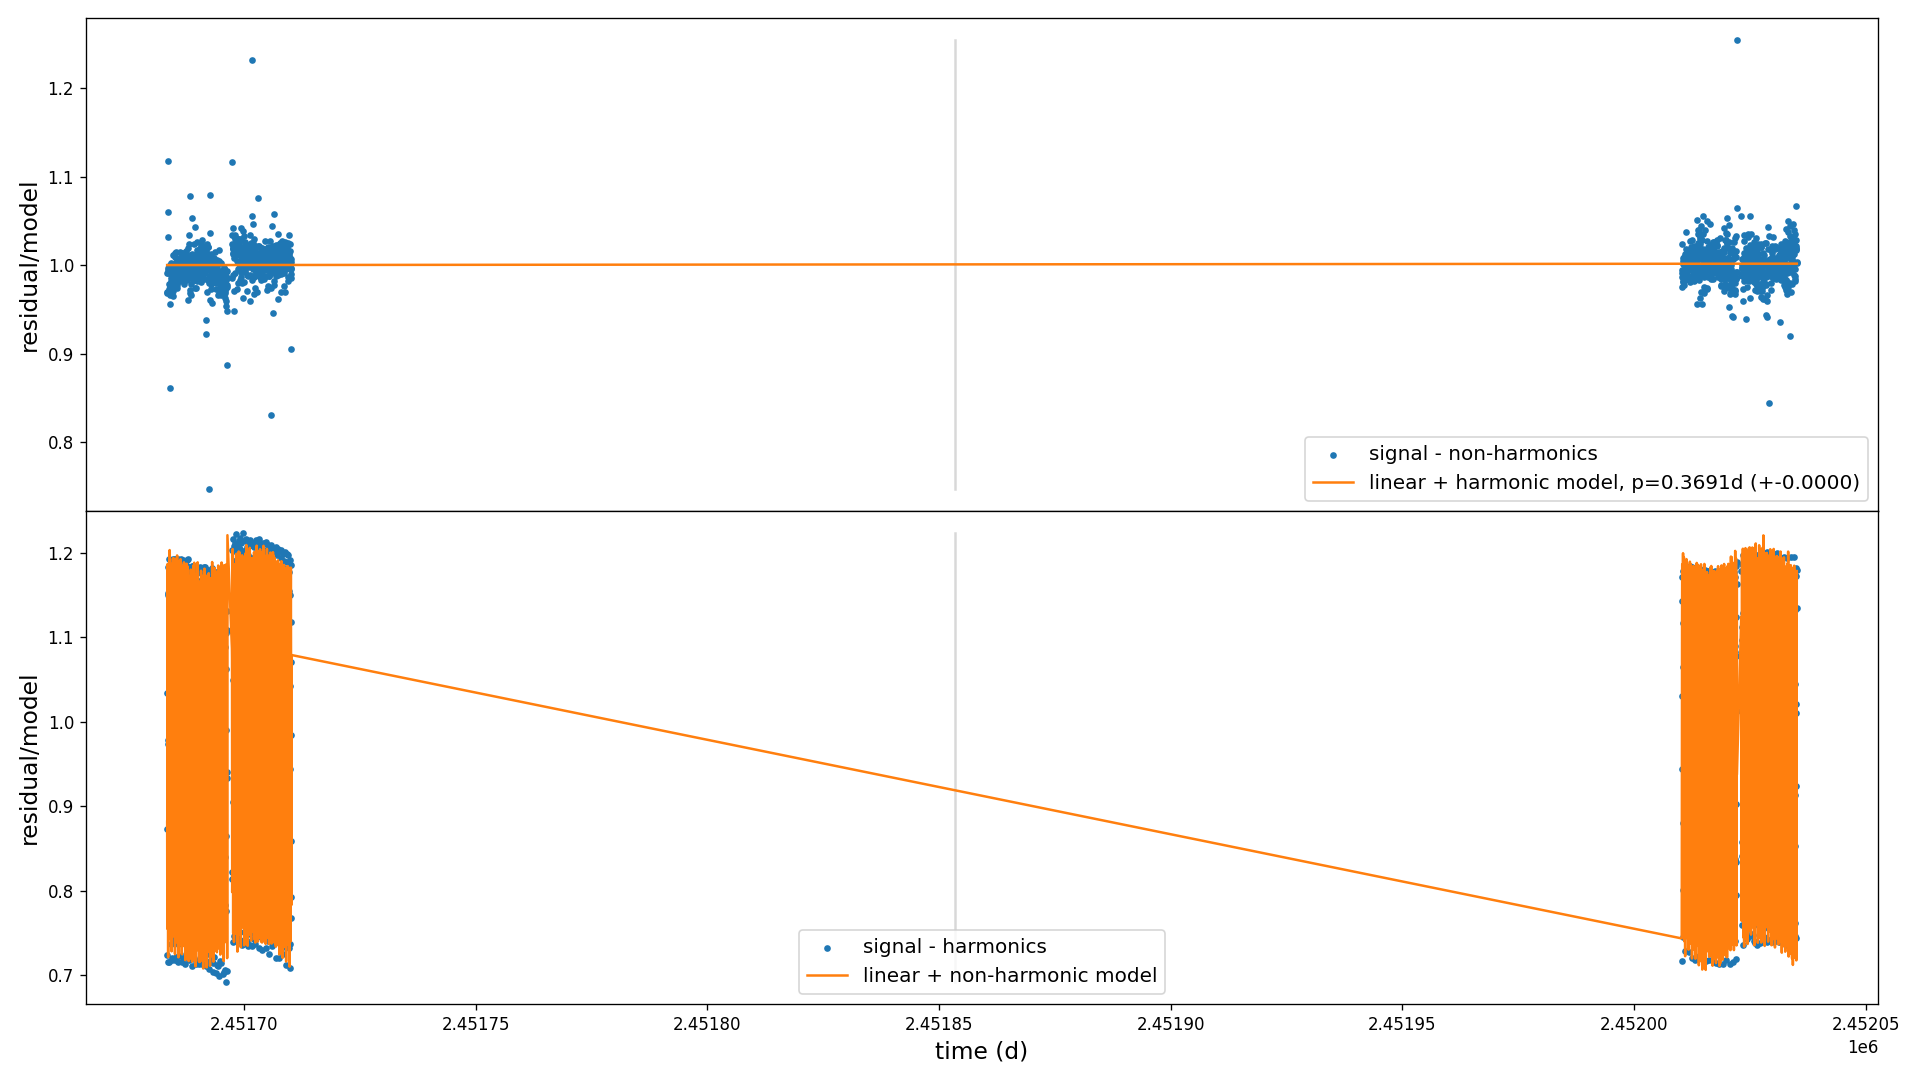 residual/model
1.2
1.1
1.0
0.9
0.8
signal - non-harmonics
linear + harmonic model, p=0.3691d (+-0.0000)
residual/model
1.2
1.1
1.0
0.9
0.8
0.7
signal - harmonics
linear + non-harmonic model
2.45170 2.45175 2.45180 2.45185 2.45190 2.45195 2.45200 2.45205
time (d)
1e6